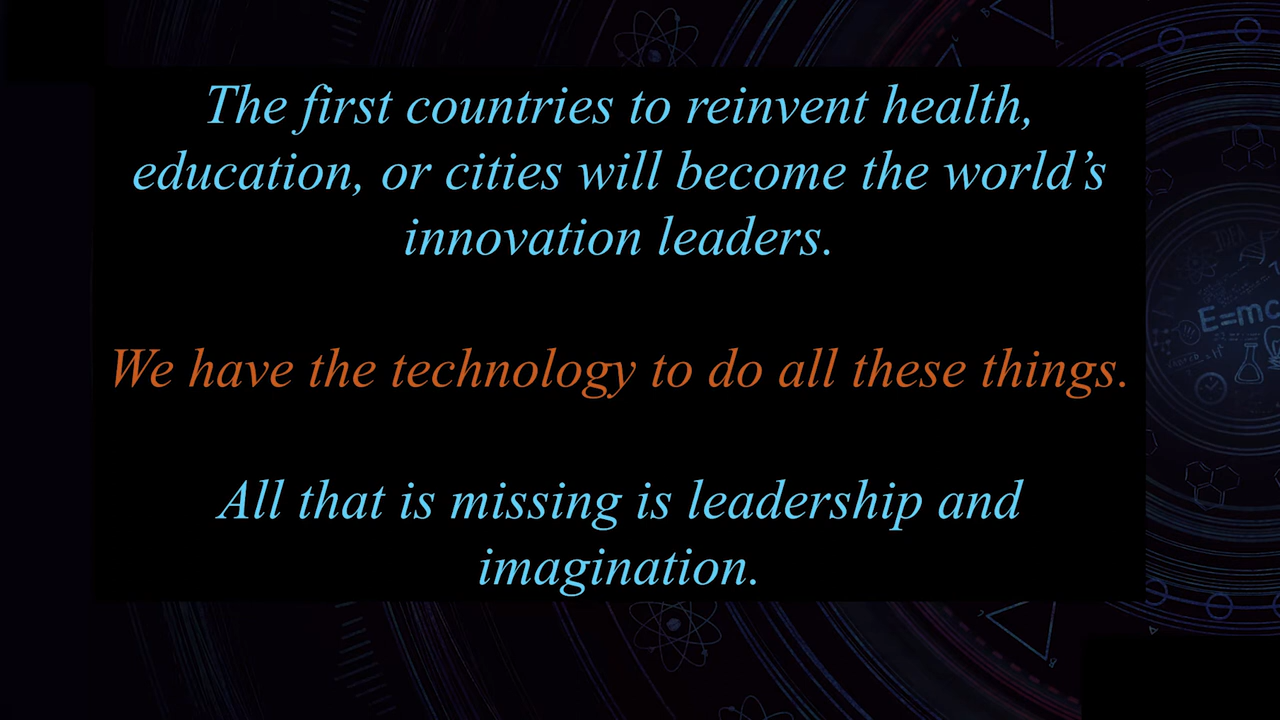 The first countries to reinvent health,
education, or cities will become the world’s
innovation leaders.
We have the technology to do all these things.
All that is missing is leadership and
imagination.
E=mc